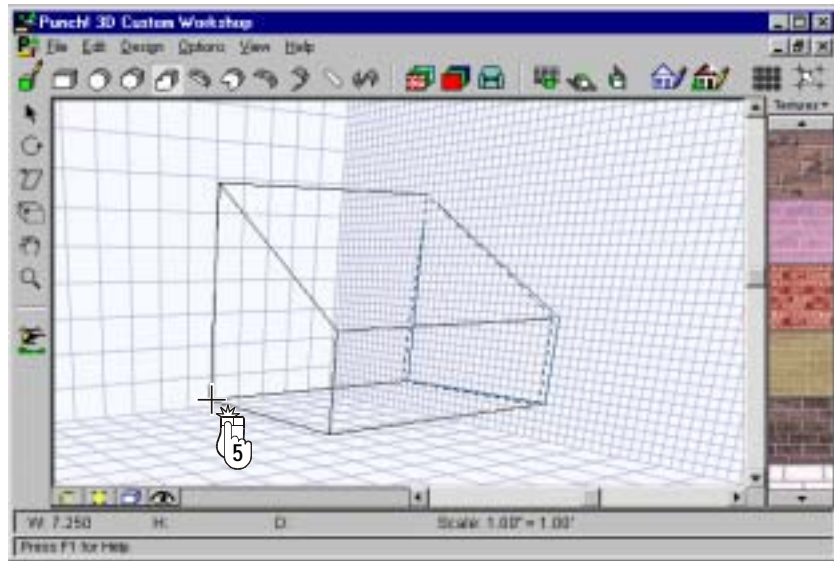 Punch! 3D Custom Workshop
File Edit Design Options View Help
Textures
5
W: 7.250 H: D: Scale: 1.00" = 1.00'
Press F1 for Help